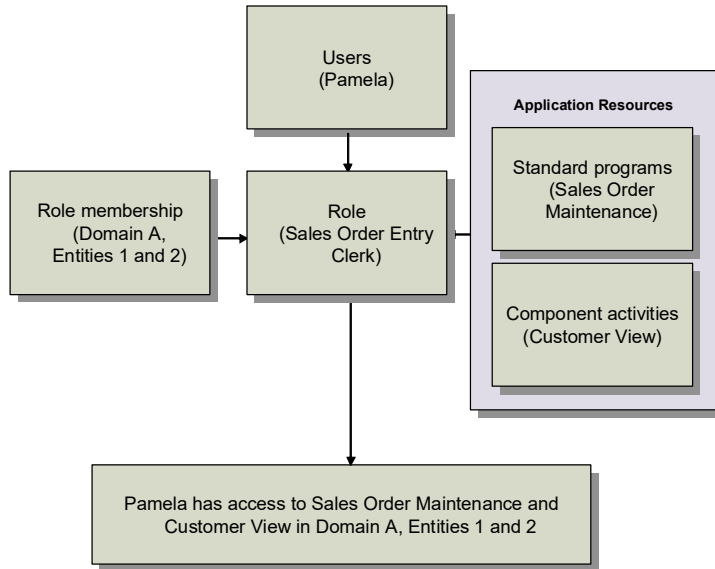 Users
(Pamela)
Application Resources
Standard programs
(Sales Order
Maintenance)
Role membership
(Domain A,
Entities 1 and 2)
Role
(Sales Order Entry
Clerk)
Component activities
(Customer View)
Pamela has access to Sales Order Maintenance and
Customer View in Domain A, Entities 1 and 2